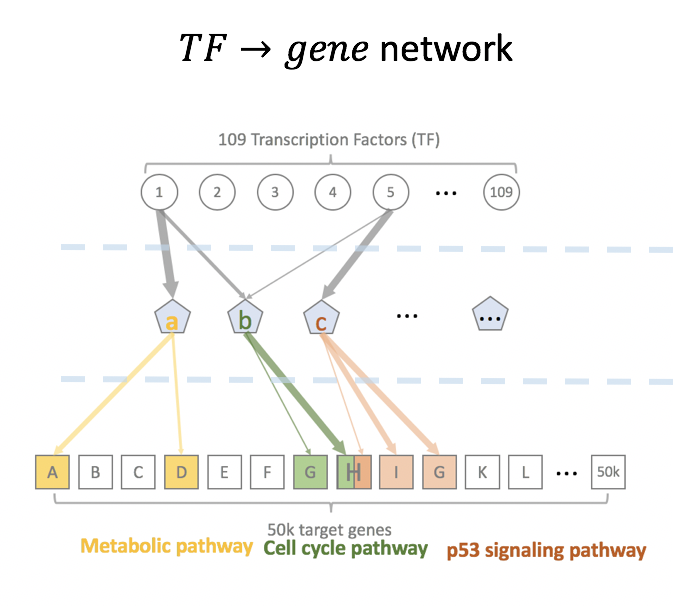 TF → gene network
109 Transcription Factors (TF)
1 2 3 4 5 ... 109
a b c ... ...
A B C D E F G H I G K L ... 50k
50k target genes
Metabolic pathway Cell cycle pathway p53 signaling pathway